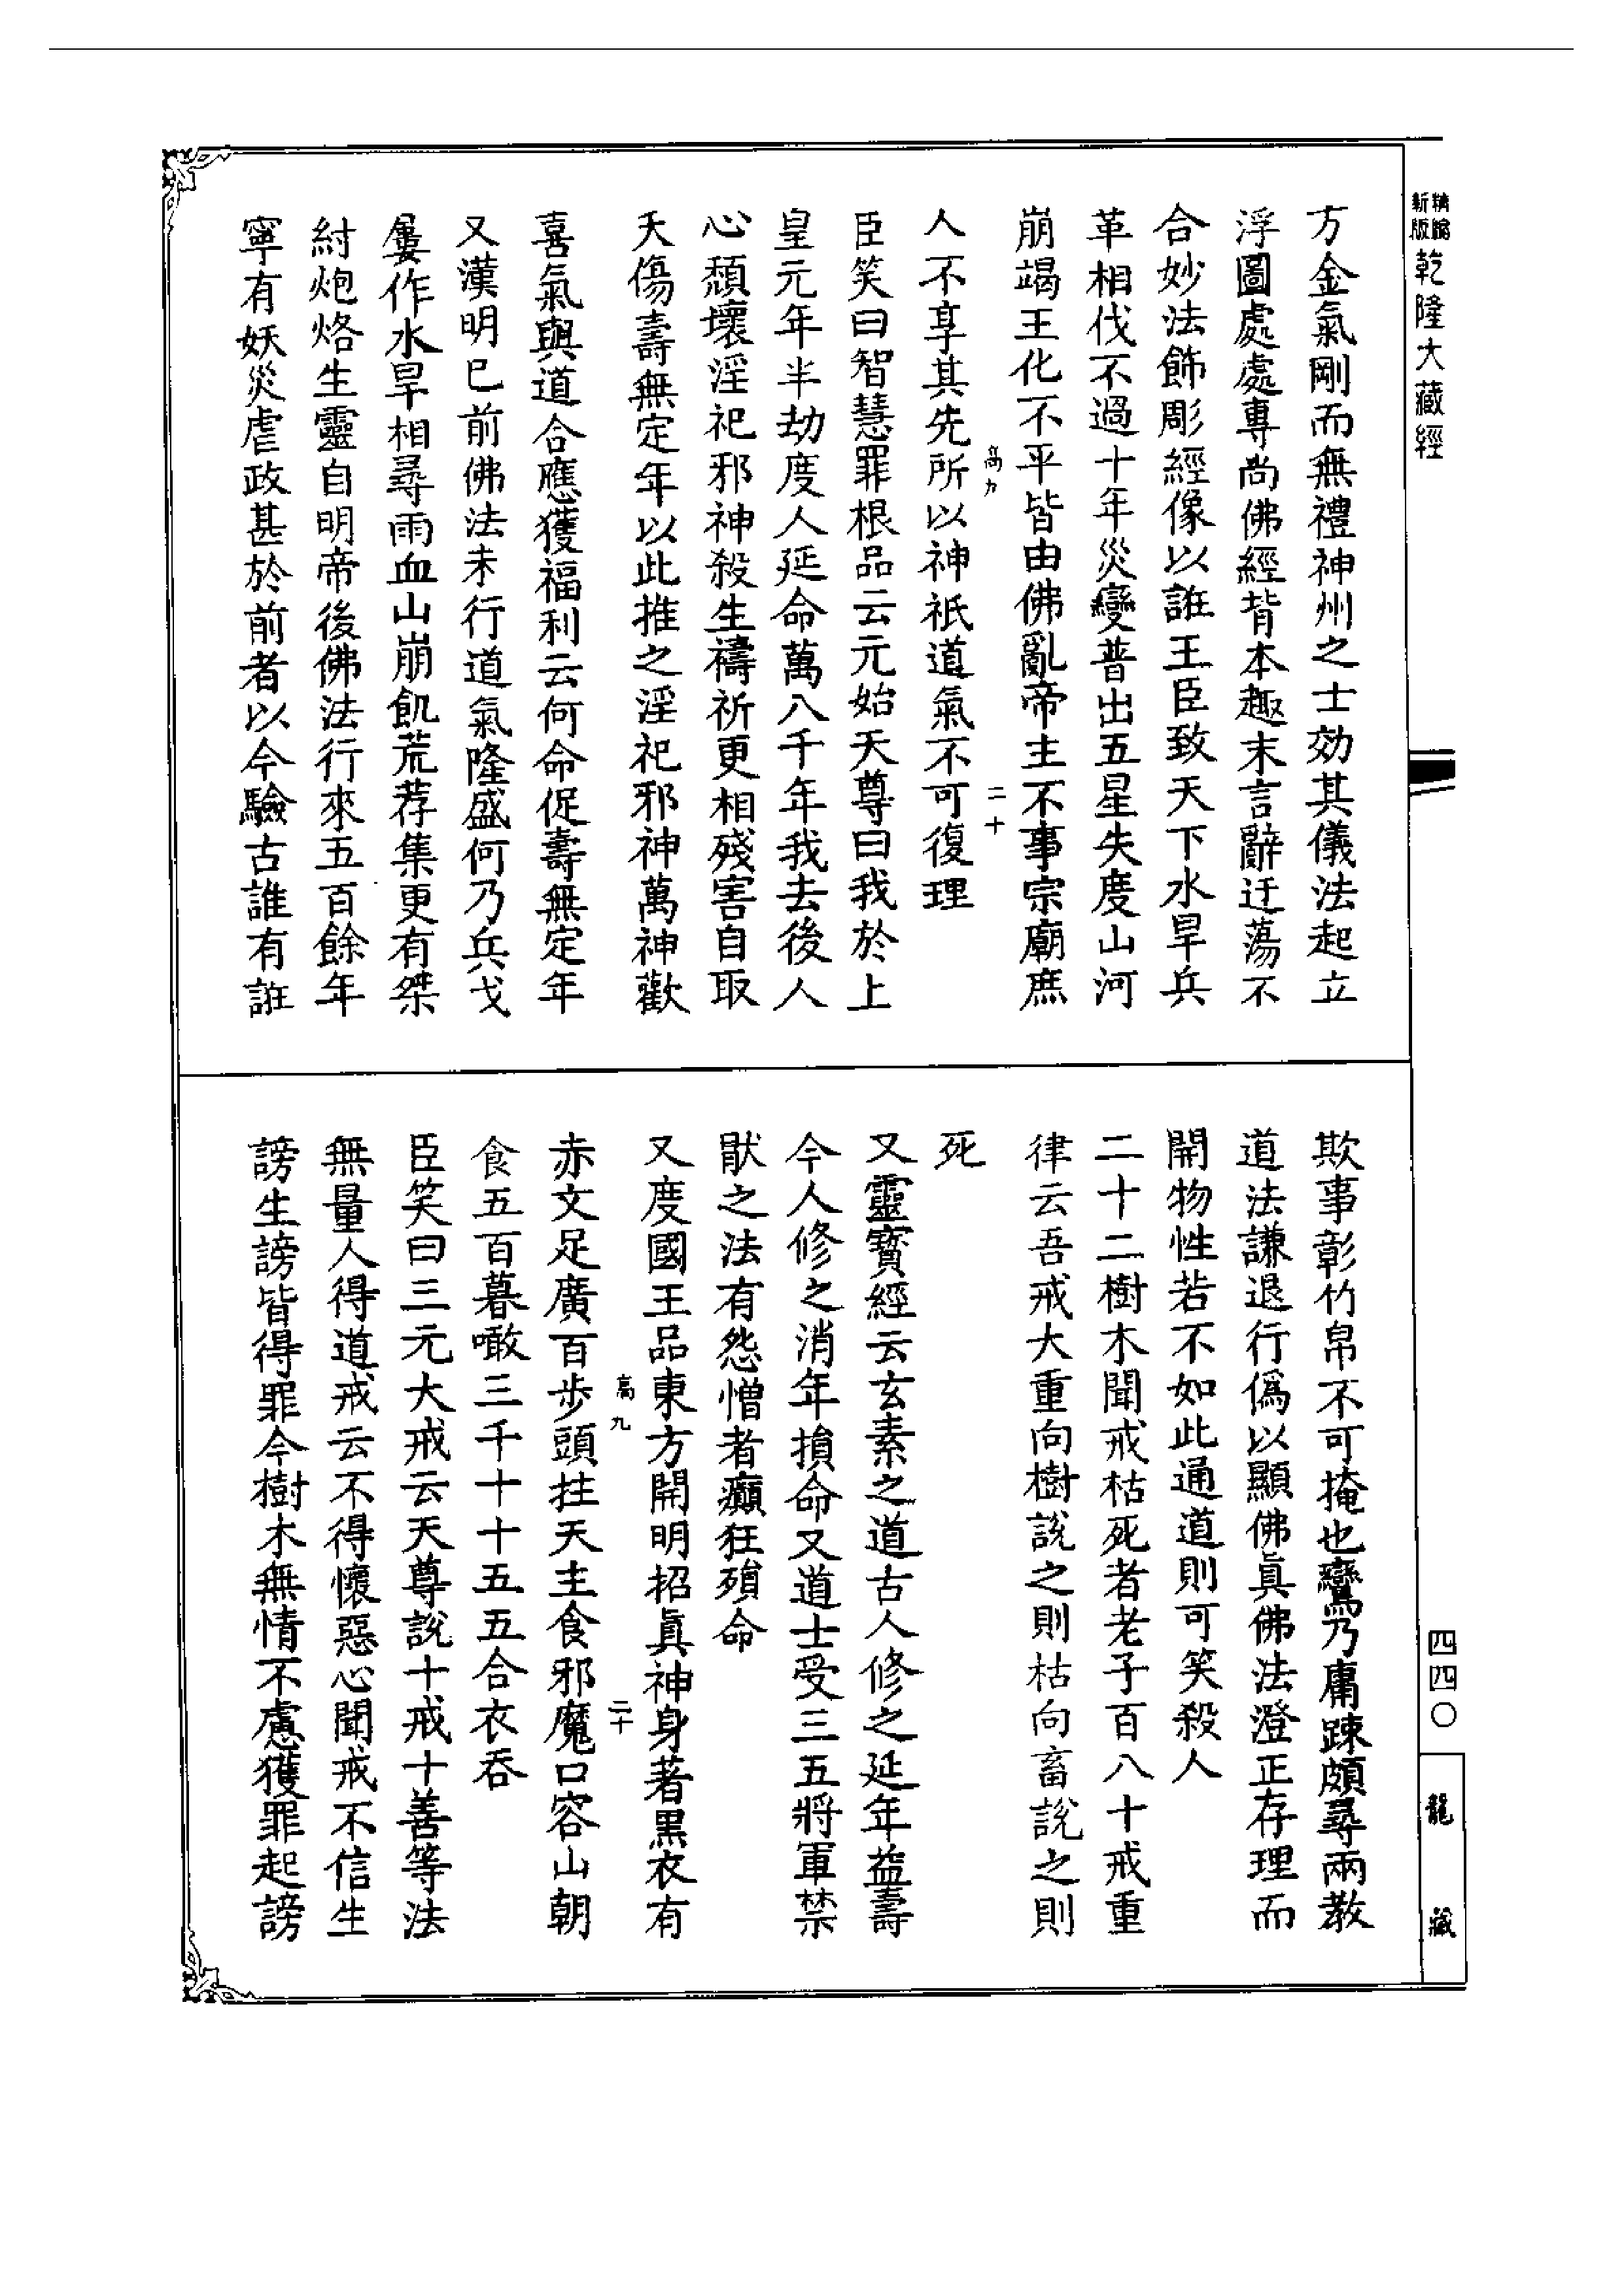 精縮
新版
乾隆大藏經
方金氣剛而無禮神州之士効其儀法起立
浮圖處處專尚佛經背本趣末言辭迂蕩不
合妙法飾彫經像以誑王臣致天下水旱兵
革相伐不過十年災變普出五星失度山河
崩竭王化不平皆由佛亂帝主不事宗廟庶
高九
二十
人不享其先所以神祇道氣不可復理
臣笑曰智慧罪根品云元始天尊曰我於上
皇元年半劫度人延命萬八千年我去後人
心頹壞淫祀邪神殺生禱祈更相殘害自取
夭傷壽無定年以此推之淫祀邪神萬神歡
喜氣與道合應獲福利云何命促壽無定年
又漢明已前佛法未行道氣隆盛何乃兵戈
屢作水旱相尋雨血山崩飢荒荐集更有桀
紂炮烙生靈自明帝後佛法行來五百餘年
寧有妖災虐政甚於前者以今驗古誰有誑
欺事彰竹帛不可掩也鸞乃庸踈頗尋兩教
道法謙退行偽以顯佛眞佛法澄正存理而
開物性若不如此通道則可笑殺人
二十二樹木聞戒枯死者老子百八十戒重
律云吾戒大重向樹說之則枯向畜說之則
死
又靈寶經云玄素之道古人修之延年益壽
今人修之消年損命又道士受三五將軍禁
猒之法有怨憎者癲狂殞命
又度國王品東方開明招眞神身著黑衣有
高九
二十
赤文足廣百步頭拄天主食邪魔口容山朝
食五百暮噉三千十十五五合衣吞
臣笑曰三元大戒云天尊說十戒十善等法
無量人得道戒云不得懷惡心聞戒不信生
謗生謗皆得罪今樹木無情不慮獲罪起謗
四四〇
龍藏